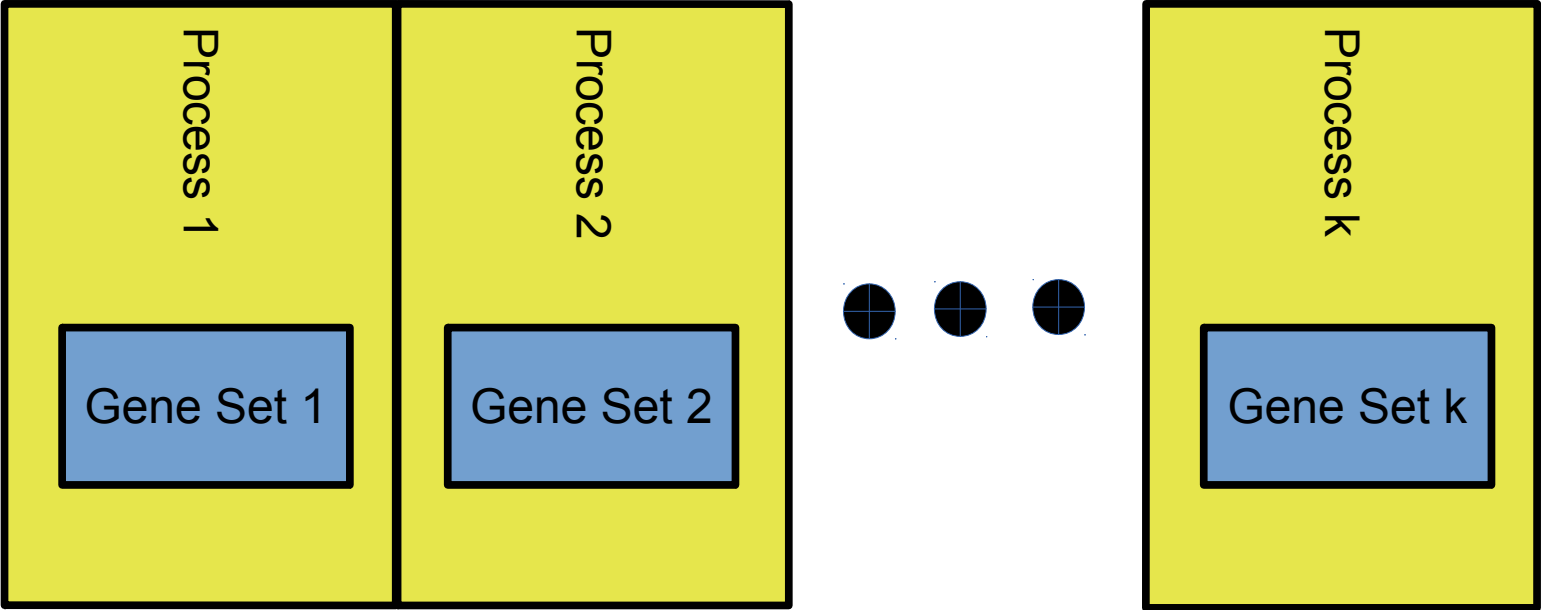 Process 1
Process 2
Process k
Gene Set 1
Gene Set 2
Gene Set k